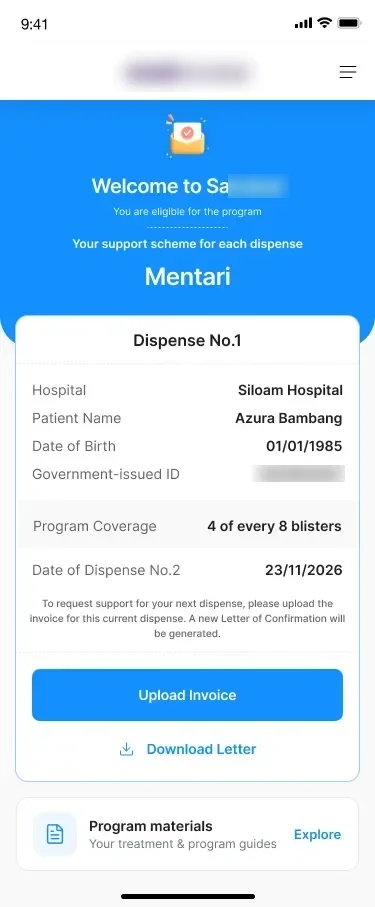 9:41
Welcome to
You are eligible for the program
Your support scheme for each dispense
Mentari
Dispense No.1
Hospital Siloam Hospital
Patient Name Azura Bambang
Date of Birth 01/01/1985
Government-issued ID
Program Coverage 4 of every 8 blisters
Date of Dispense No.2 23/11/2026
To request support for your next dispense, please upload the
invoice for this current dispense. A new Letter of Confirmation will
be generated.
Upload Invoice
Download Letter
Program materials
Your treatment & program guides
Explore